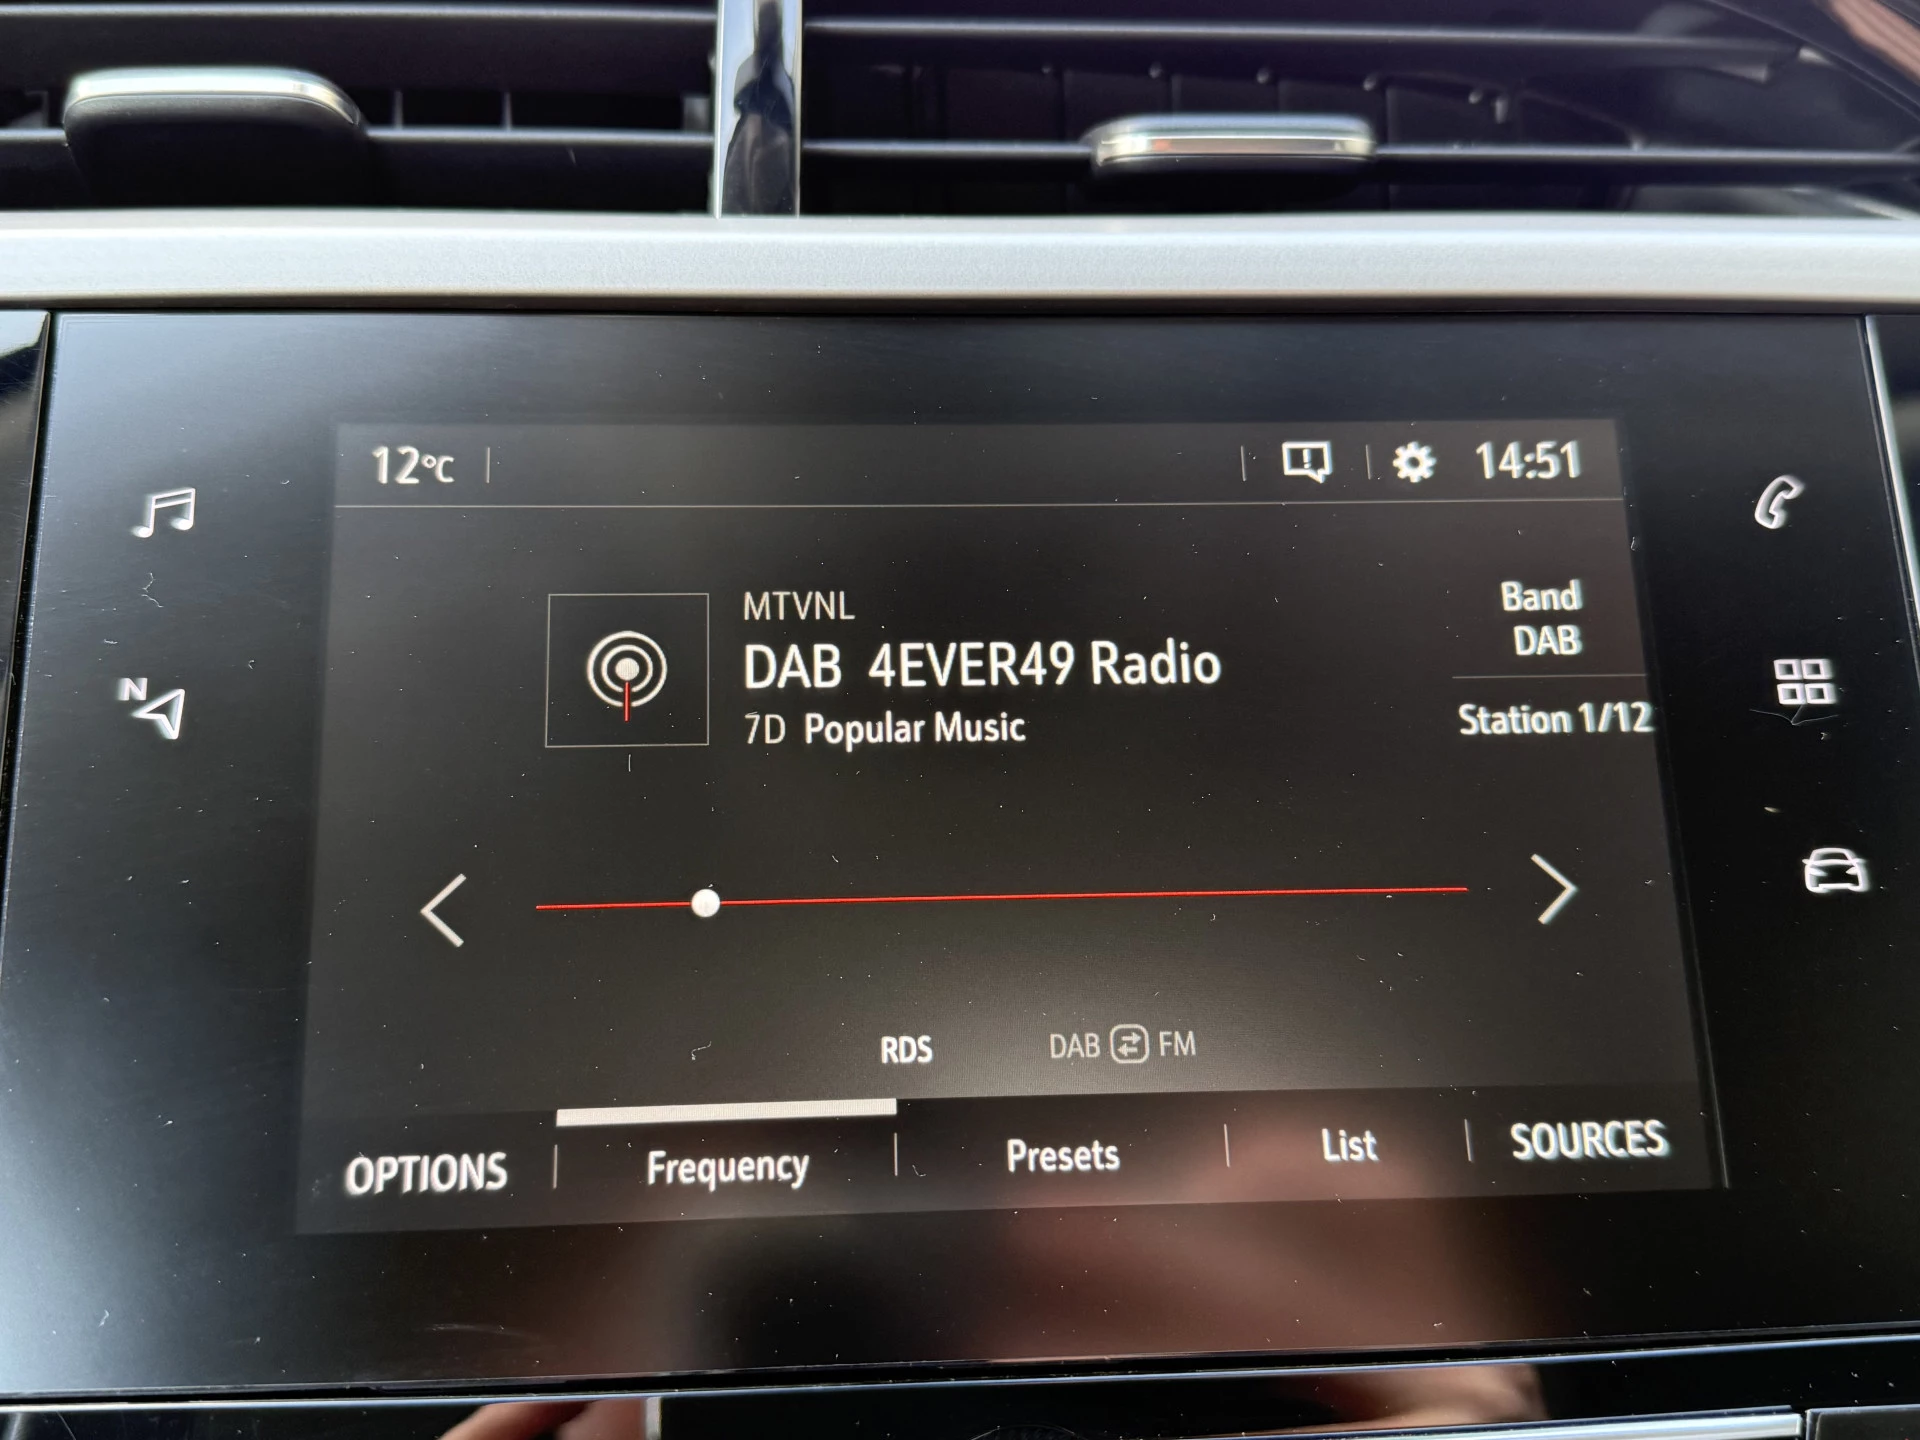 12°C
14:51
MTVNL
DAB 4EVER49 Radio
7D Popular Music
Band
DAB
Station 1/12
N
RDS
DAB FM
OPTIONS
Frequency
Presets
List
SOURCES